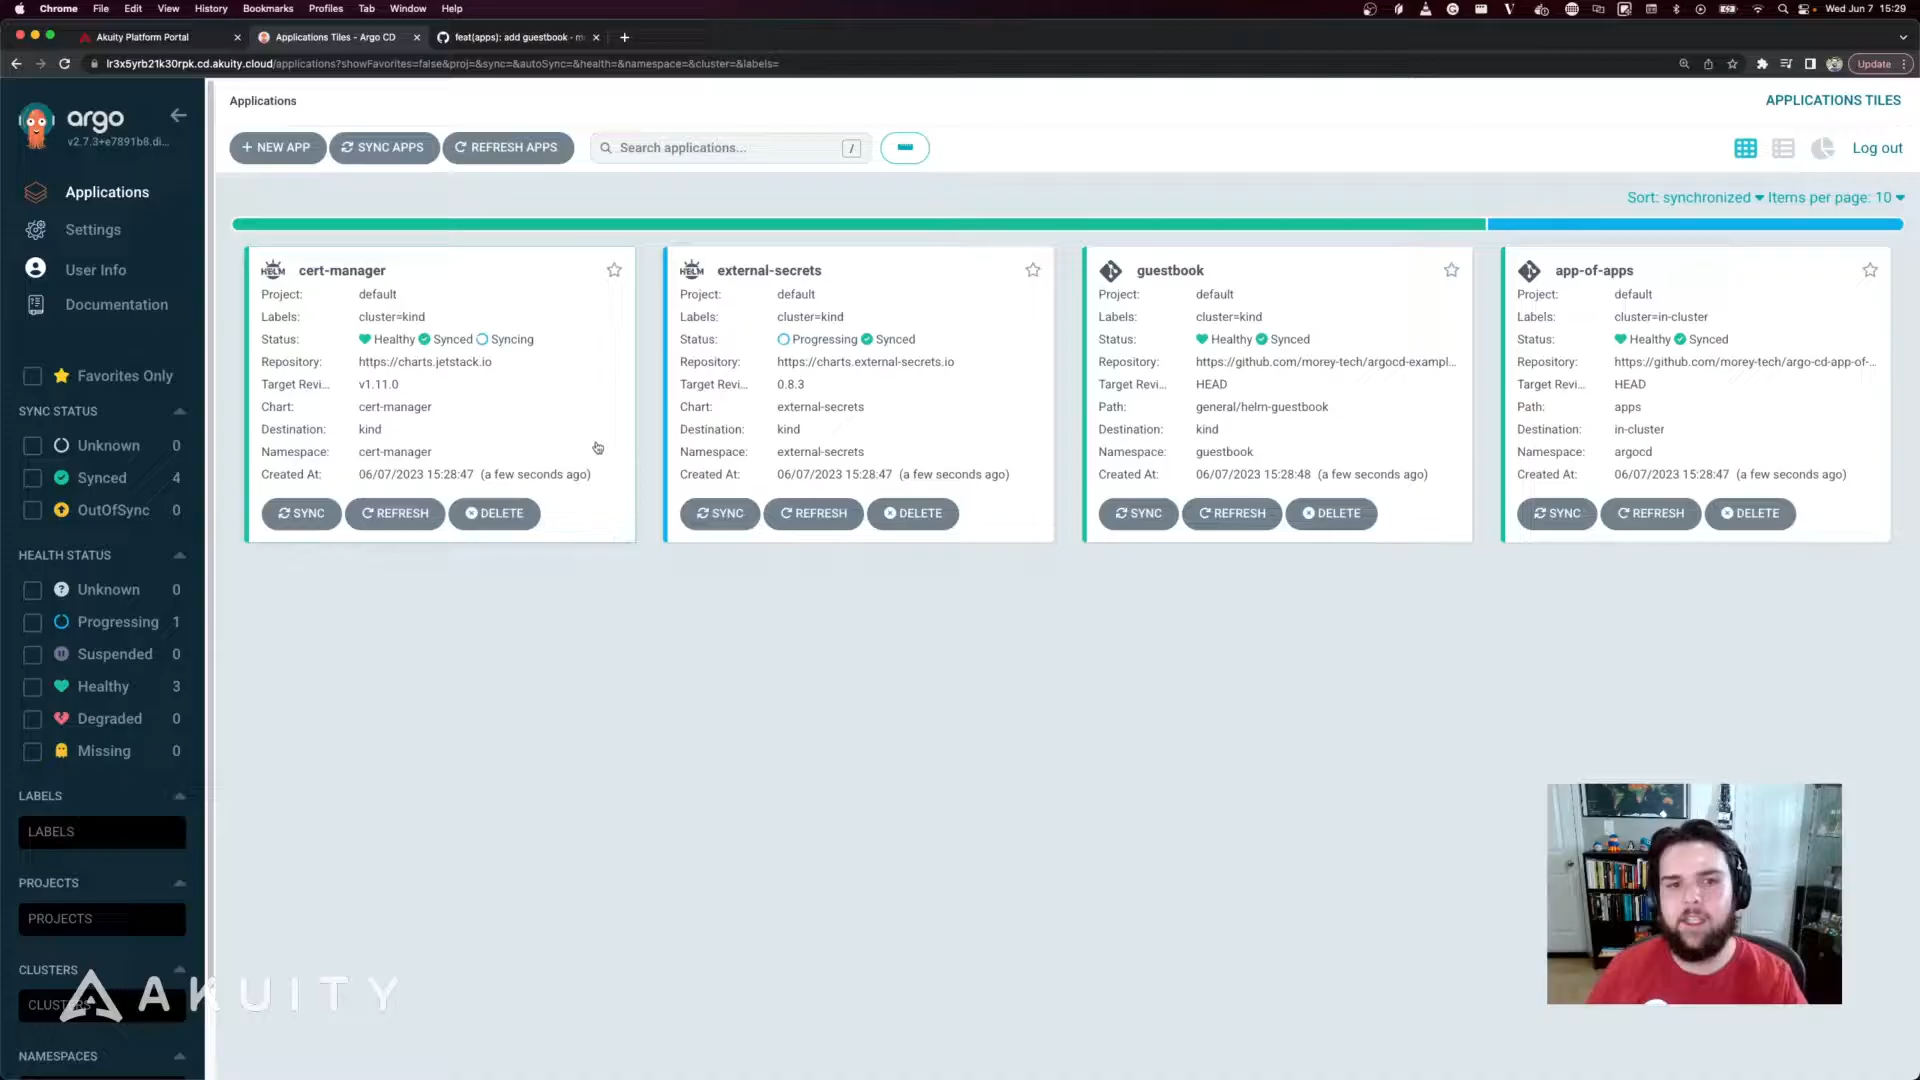 Chrome File Edit View History Bookmarks Profiles Tab Window Help Wed Jun 7 15:29
Akuity Platform Portal
Applications Tiles - Argo CD
feat(apps): add guestbook - m
lr3x5yrb21k30rpk.cd.akuity.cloud/applications?showFavorites=false&proj=&sync=&autoSync=&health=&namespace=&cluster=&labels=
Update
argo
v2.7.3+e7891b8.di...
Applications
Settings
User Info
Documentation
Favorites Only
SYNC STATUS
Unknown 0
Synced 4
OutOfSync 0
HEALTH STATUS
Unknown 0
Progressing 1
Suspended 0
Healthy 3
Degraded 0
Missing 0
LABELS
LABELS
PROJECTS
PROJECTS
CLUSTERS
CLUSTERS
NAMESPACES
AKUITY
Applications
APPLICATIONS TILES
+ NEW APP
SYNC APPS
REFRESH APPS
Search applications... /
Log out
Sort: synchronized Items per page: 10
HELM cert-manager
Project: default
Labels: cluster=kind
Status: Healthy Synced Syncing
Repository: https://charts.jetstack.io
Target Revi... v1.11.0
Chart: cert-manager
Destination: kind
Namespace: cert-manager
Created At: 06/07/2023 15:28:47 (a few seconds ago)
SYNC REFRESH DELETE
HELM external-secrets
Project: default
Labels: cluster=kind
Status: Progressing Synced
Repository: https://charts.external-secrets.io
Target Revi... 0.8.3
Chart: external-secrets
Destination: kind
Namespace: external-secrets
Created At: 06/07/2023 15:28:47 (a few seconds ago)
SYNC REFRESH DELETE
guestbook
Project: default
Labels: cluster=kind
Status: Healthy Synced
Repository: https://github.com/morey-tech/argocd-exampl...
Target Revi... HEAD
Path: general/helm-guestbook
Destination: kind
Namespace: guestbook
Created At: 06/07/2023 15:28:48 (a few seconds ago)
SYNC REFRESH DELETE
app-of-apps
Project: default
Labels: cluster=in-cluster
Status: Healthy Synced
Repository: https://github.com/morey-tech/argo-cd-app-of-...
Target Revi... HEAD
Path: apps
Destination: in-cluster
Namespace: argocd
Created At: 06/07/2023 15:28:47 (a few seconds ago)
SYNC REFRESH DELETE